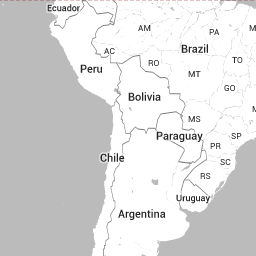 Ecuador
AM
PA
M
Brazil
AC
RO
TO
Peru
MT
GO
Bolivia
MS
Paraguay
SP
PR
Chile
SC
RS
Uruguay
Argentina